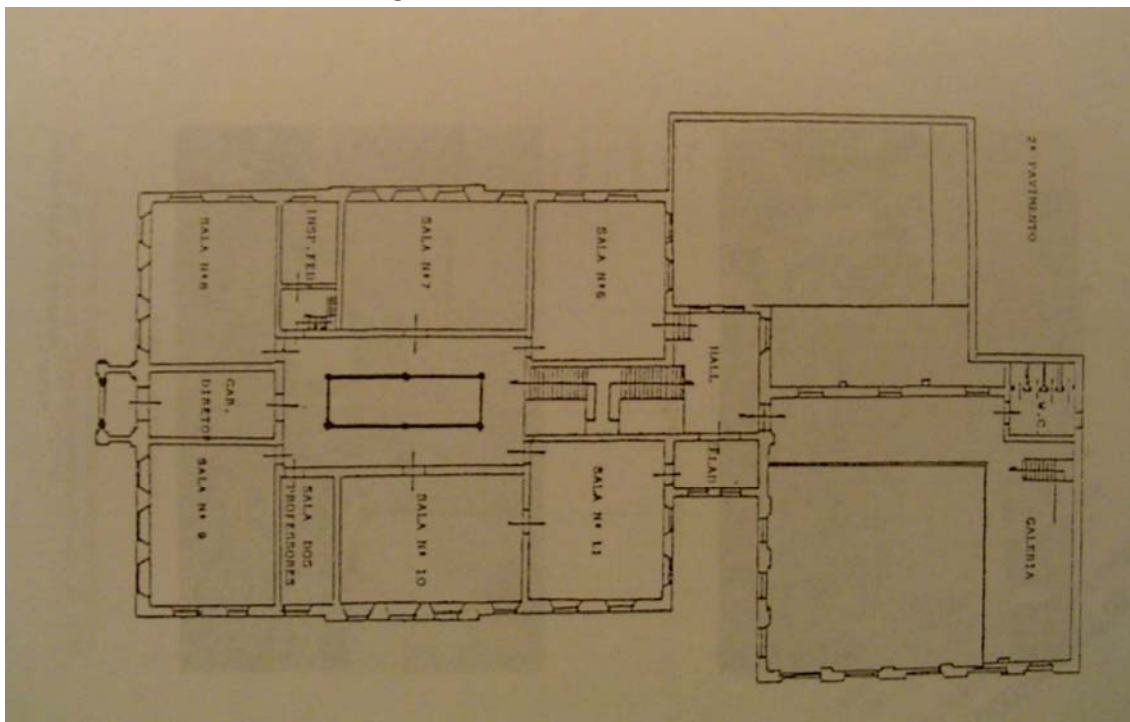 2º PAVIMENTO
SALA Nº8
INSP. FED.
SALA Nº7
SALA Nº6
HALL
W.C.
GAB.
DIRETOR
SALA Nº 9
SALA DOS
PROFESSORES
SALA Nº 10
SALA Nº 11
GALERIA